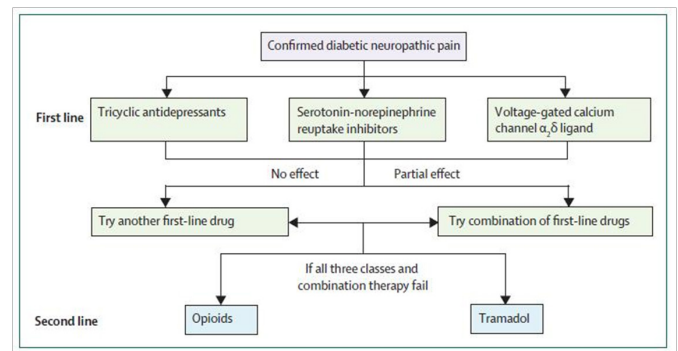 Confirmed diabetic neuropathic pain
First line
Tricyclic antidepressants
Serotonin-norepinephrine
reuptake inhibitors
Voltage-gated calcium
channel α₂δ ligand
No effect
Partial effect
Try another first-line drug
Try combination of first-line drugs
If all three classes and
combination therapy fail
Second line
Opioids
Tramadol